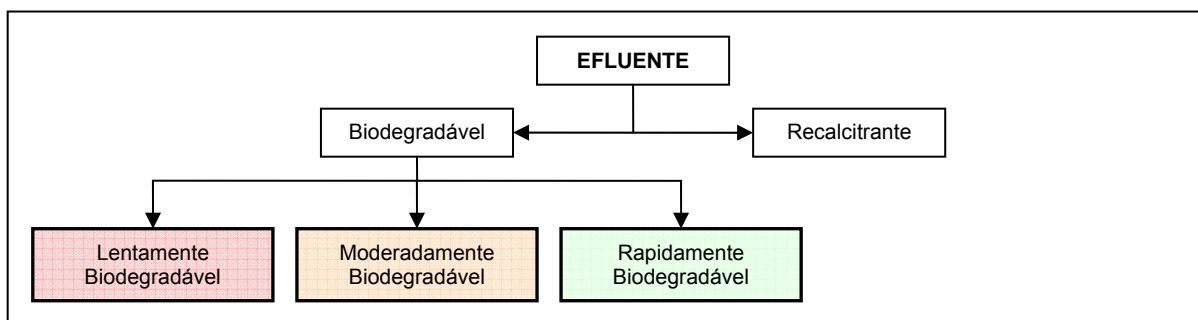 EFLUENTE
Biodegradável
Recalcitrante
Lentamente
Biodegradável
Moderadamente
Biodegradável
Rapidamente
Biodegradável